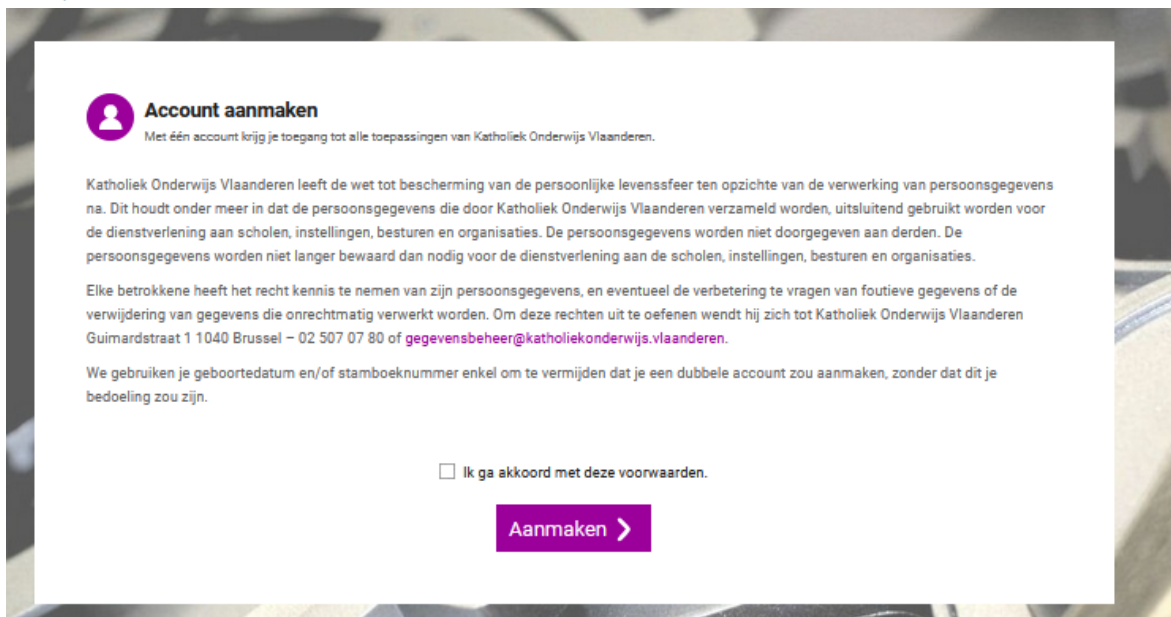 Account aanmaken
Met één account krijg je toegang tot alle toepassingen van Katholiek Onderwijs Vlaanderen.
Katholiek Onderwijs Vlaanderen leeft de wet tot bescherming van de persoonlijke levenssfeer ten opzichte van de verwerking van persoonsgegevens
na. Dit houdt onder meer in dat de persoonsgegevens die door Katholiek Onderwijs Vlaanderen verzameld worden, uitsluitend gebruikt worden voor
de dienstverlening aan scholen, instellingen, besturen en organisaties. De persoonsgegevens worden niet doorgegeven aan derden. De
persoonsgegevens worden niet langer bewaard dan nodig voor de dienstverlening aan de scholen, instellingen, besturen en organisaties.
Elke betrokkene heeft het recht kennis te nemen van zijn persoonsgegevens, en eventueel de verbetering te vragen van foutieve gegevens of de
verwijdering van gegevens die onrechtmatig verwerkt worden. Om deze rechten uit te oefenen wendt hij zich tot Katholiek Onderwijs Vlaanderen
Guimardstraat 1 1040 Brussel – 02 507 07 80 of gegevensbeheer@katholiekonderwijs.vlaanderen.
We gebruiken je geboortedatum en/of stamboeknummer enkel om te vermijden dat je een dubbele account zou aanmaken, zonder dat dit je
bedoeling zou zijn.
Ik ga akkoord met deze voorwaarden.
Aanmaken